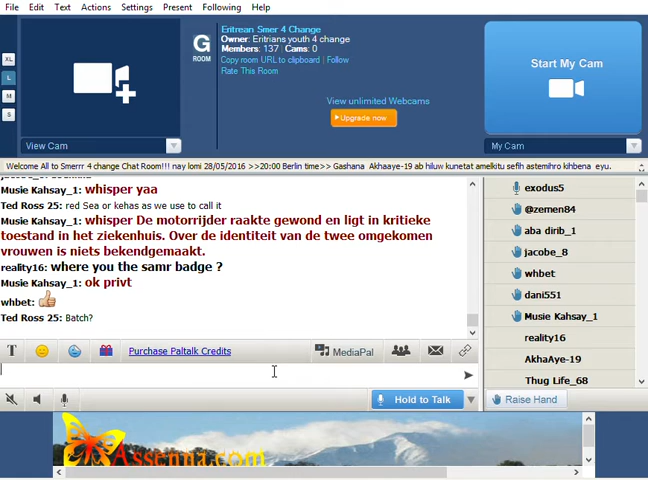 File Edit Text Actions Settings Present Following Help
XL
L
M
S
View Cam
G
ROOM
Eritrean Smer 4 Change
Owner: Eritrians youth 4 change
Members: 137 Cams: 0
Copy room URL to clipboard | Follow
Rate This Room
View unlimited Webcams
Upgrade now
Start My Cam
My Cam
Welcome All to Smerrr 4 change Chat Room!!! nay lomi 28/05/2016 >>20:00 Berlin time>> Gashana Akhaaye-19 ab hiluw kunetat amelkitu sefih astemihro kihbena eyu.
Musie Kahsay_1: whisper yaa
Ted Ross 25: red Sea or kehas as we use to call it
Musie Kahsay_1: whisper De motorrijder raakte gewond en ligt in kritieke
toestand in het ziekenhuis. Over de identiteit van de twee omgekomen
vrouwen is niets bekendgemaakt.
reality16: where you the samr badge ?
Musie Kahsay_1: ok privt
whbet:
Ted Ross 25: Batch?
exodus5
@zemen84
aba dirib_1
jacobe_8
whbet
dani551
Musie Kahsay_1
reality16
AkhaAye-19
Thug Life_68
T
Purchase Paltalk Credits
MediaPal
Hold to Talk
Raise Hand
Assenna.com